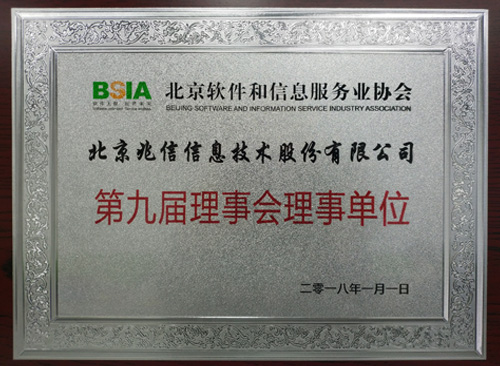 BSIA 北京软件和信息服务业协会
BEIJING SOFTWARE AND INFORMATION SERVICE INDUSTRY ASSOCIATION
北京兆信信息技术股份有限公司
第九届理事会理事单位
二零一八年一月一日